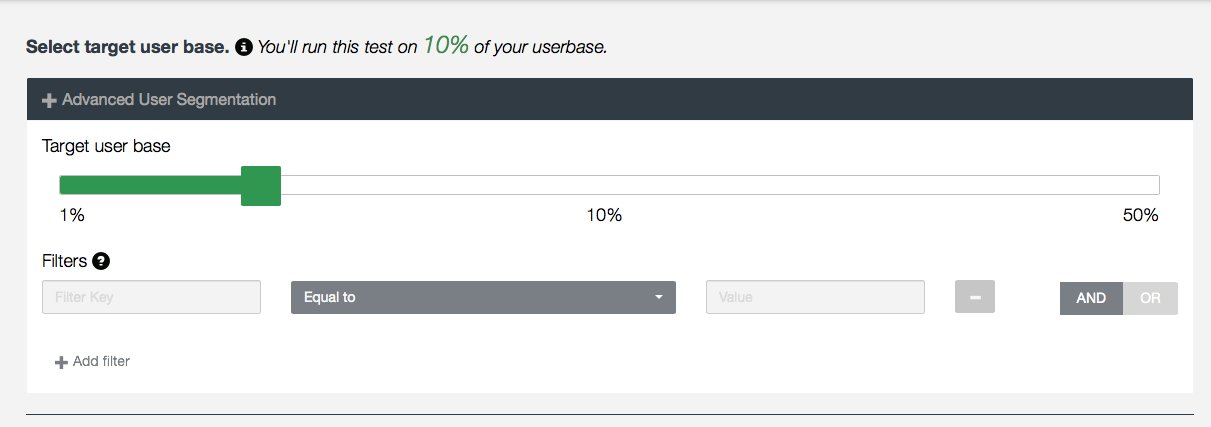 Select target user base. You'll run this test on 10% of your userbase.
Advanced User Segmentation
Target user base
1% 10% 50%
Filters
Filter Key Equal to Value AND OR
Add filter